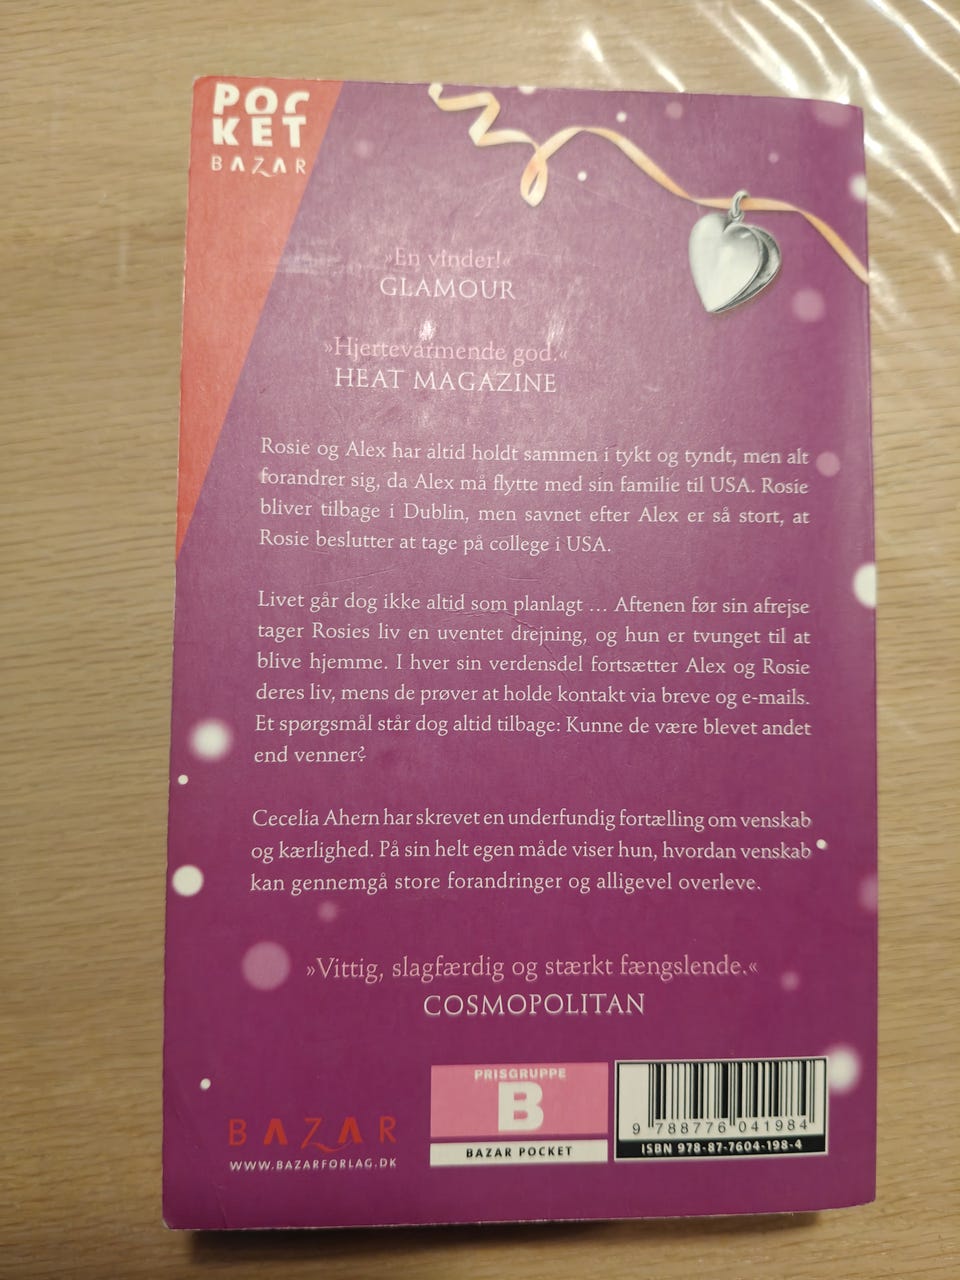 POC
KET
BAZAR
»En vinder!«
GLAMOUR
»Hjertevarmende god.«
HEAT MAGAZINE
Rosie og Alex har altid holdt sammen i tykt og tyndt, men alt
forandrer sig, da Alex må flytte med sin familie til USA. Rosie
bliver tilbage i Dublin, men savnet efter Alex er så stort, at
Rosie beslutter at tage på college i USA.
Livet går dog ikke altid som planlagt ... Aftenen før sin afrejse
tager Rosies liv en uventet drejning, og hun er tvunget til at
blive hjemme. I hver sin verdensdel fortsætter Alex og Rosie
deres liv, mens de prøver at holde kontakt via breve og e-mails.
Et spørgsmål står dog altid tilbage: Kunne de være blevet andet
end venner?
Cecelia Ahern har skrevet en underfundig fortælling om venskab
og kærlighed. På sin helt egen måde viser hun, hvordan venskab
kan gennemgå store forandringer og alligevel overleve.
»Vittig, slagfærdig og stærkt fængslende.«
COSMOPOLITAN
PRISGRUPPE
B
BAZAR POCKET
9 788776 041984
ISBN 978-87-7604-198-4
BAZAR
WWW.BAZARFORLAG.DK